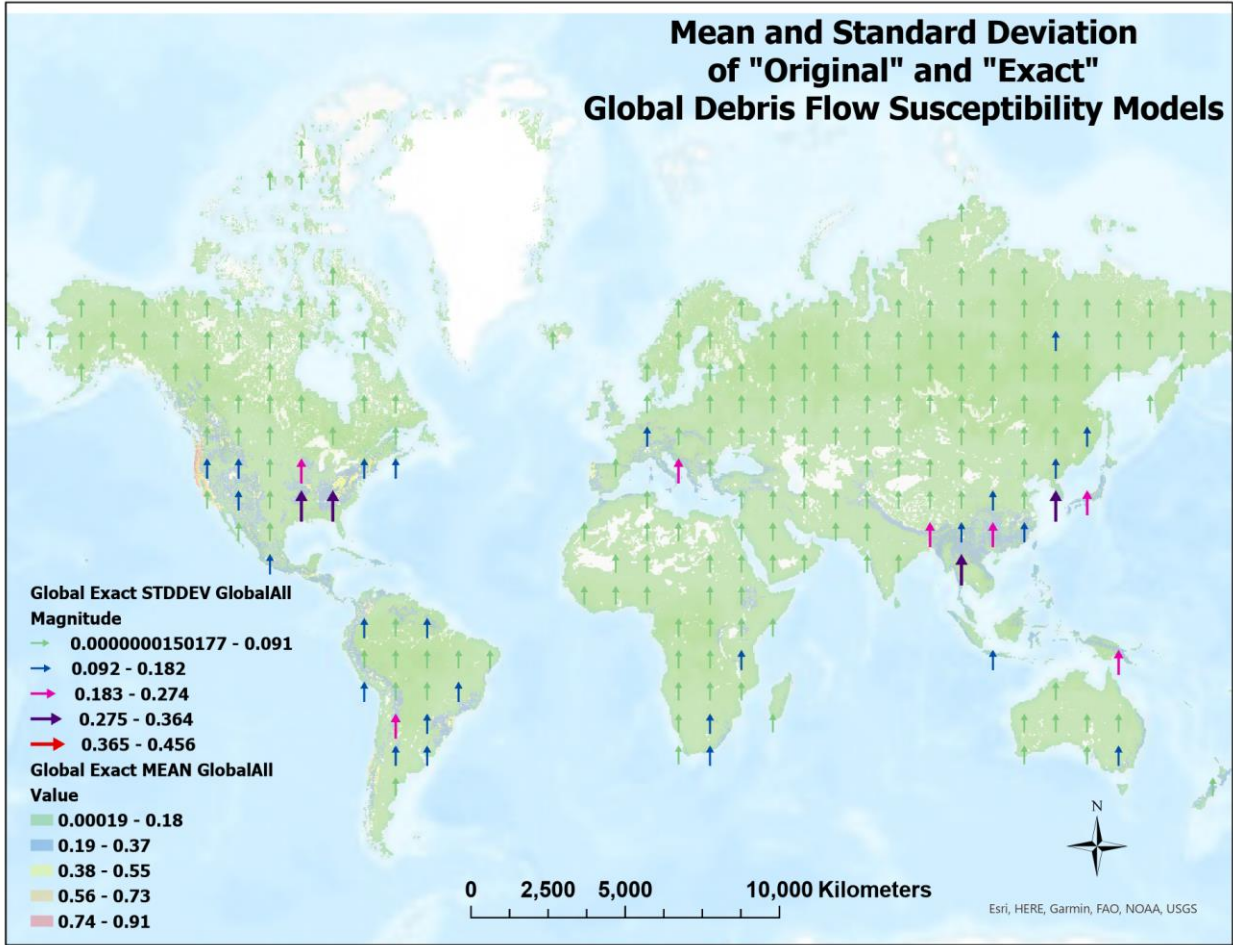 Mean and Standard Deviation
of "Original" and "Exact"
Global Debris Flow Susceptibility Models
Global Exact STDDEV GlobalAll
Magnitude
0.0000000150177 - 0.091
0.092 - 0.182
0.183 - 0.274
0.275 - 0.364
0.365 - 0.456
Global Exact MEAN GlobalAll
Value
0.00019 - 0.18
0.19 - 0.37
0.38 - 0.55
0.56 - 0.73
0.74 - 0.91
N
0 2,500 5,000 10,000 Kilometers
Esri, HERE, Garmin, FAO, NOAA, USGS